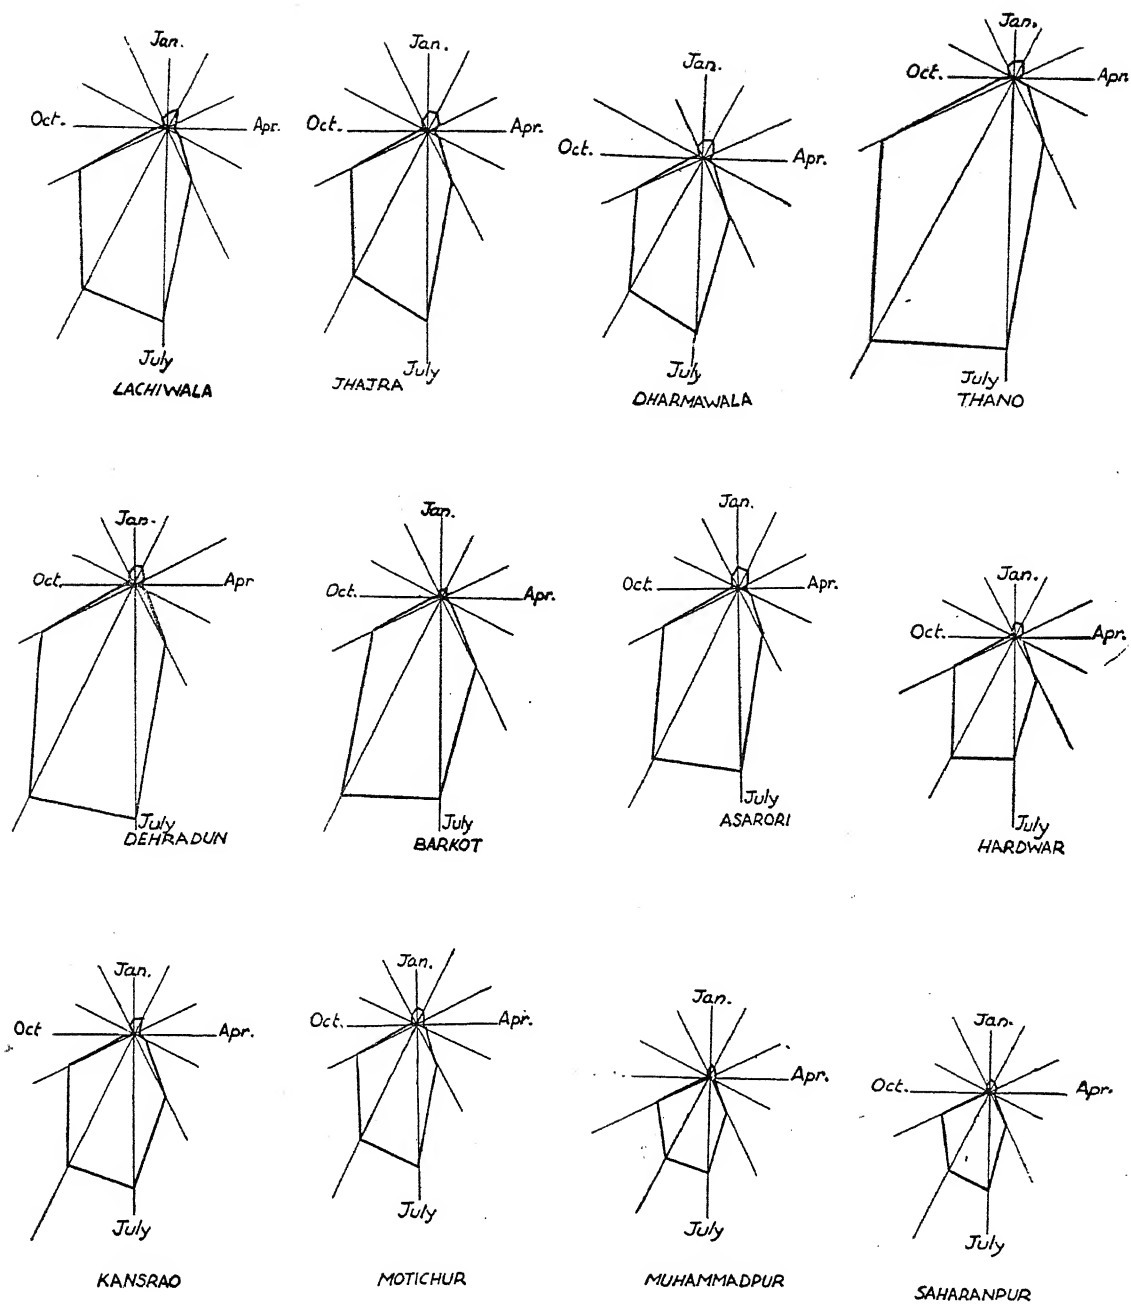 Jan.
Oct. Apr.
July
LACHIWALA
Jan.
Oct. Apr.
July
JHAJRA
Jan.
Oct. Apr.
July
DHARMAWALA
Jan.
Oct. Apr.
July
THANO
Jan.
Oct. Apr
July
DEHRADUN
Jan.
Oct. Apr.
July
BARKOT
Jan.
Oct. Apr.
July
ASARORI
Jan.
Oct. Apr.
July
HARDWAR
Jan.
Oct Apr.
July
KANSRAO
Jan.
Oct. Apr.
July
MOTICHUR
Jan.
Apr.
July
MUHAMMADPUR
Jan.
Oct. Apr.
July
SAHARANPUR